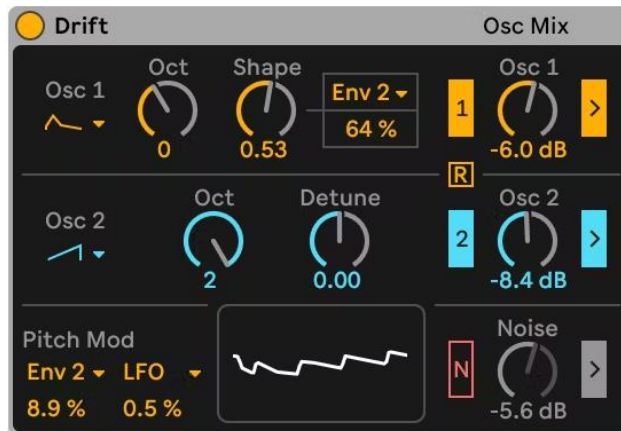 Drift
Osc Mix
Osc 1
Oct
0
Shape
0.53
Env 2
64 %
1
Osc 1
-6.0 dB
>
R
Osc 2
Oct
2
Detune
0.00
2
Osc 2
-8.4 dB
>
Pitch Mod
Env 2
LFO
8.9 %
0.5 %
N
Noise
-5.6 dB
>